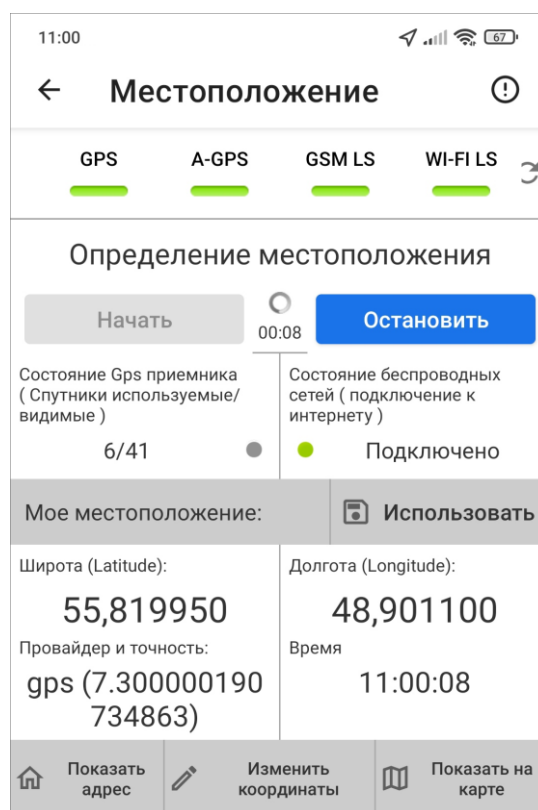 11:00
67
Местоположение
GPS A-GPS GSM LS WI-FI LS
Определение местоположения
Начать 00:08 Остановить
Состояние Gps приемника
( Спутники используемые/
видимые )
6/41
Состояние беспроводных
сетей ( подключение к
интернету )
Подключено
Мое местоположение: Использовать
Широта (Latitude):
55,819950
Долгота (Longitude):
48,901100
Провайдер и точность:
gps (7.300000190
734863)
Время
11:00:08
Показать
адрес
Изменить
координаты
Показать на
карте